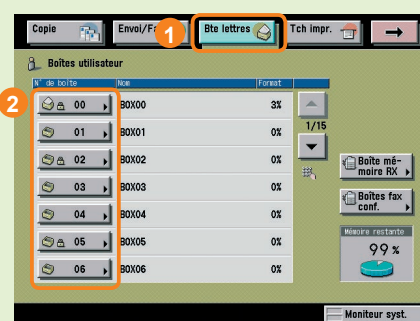 Copie
Envoi/Fa
1
Bte lettres
Tch impr.
Boîtes utilisateur
N° de boîte Nom Format
2
00 BOX00 3%
01 BOX01 0%
1/15
02 BOX02 0%
03 BOX03 0%
04 BOX04 0%
05 BOX05 0%
06 BOX06 0%
Boîte mé-
moire RX
Boîtes fax
conf.
Mémoire restante
99 %
Moniteur syst.